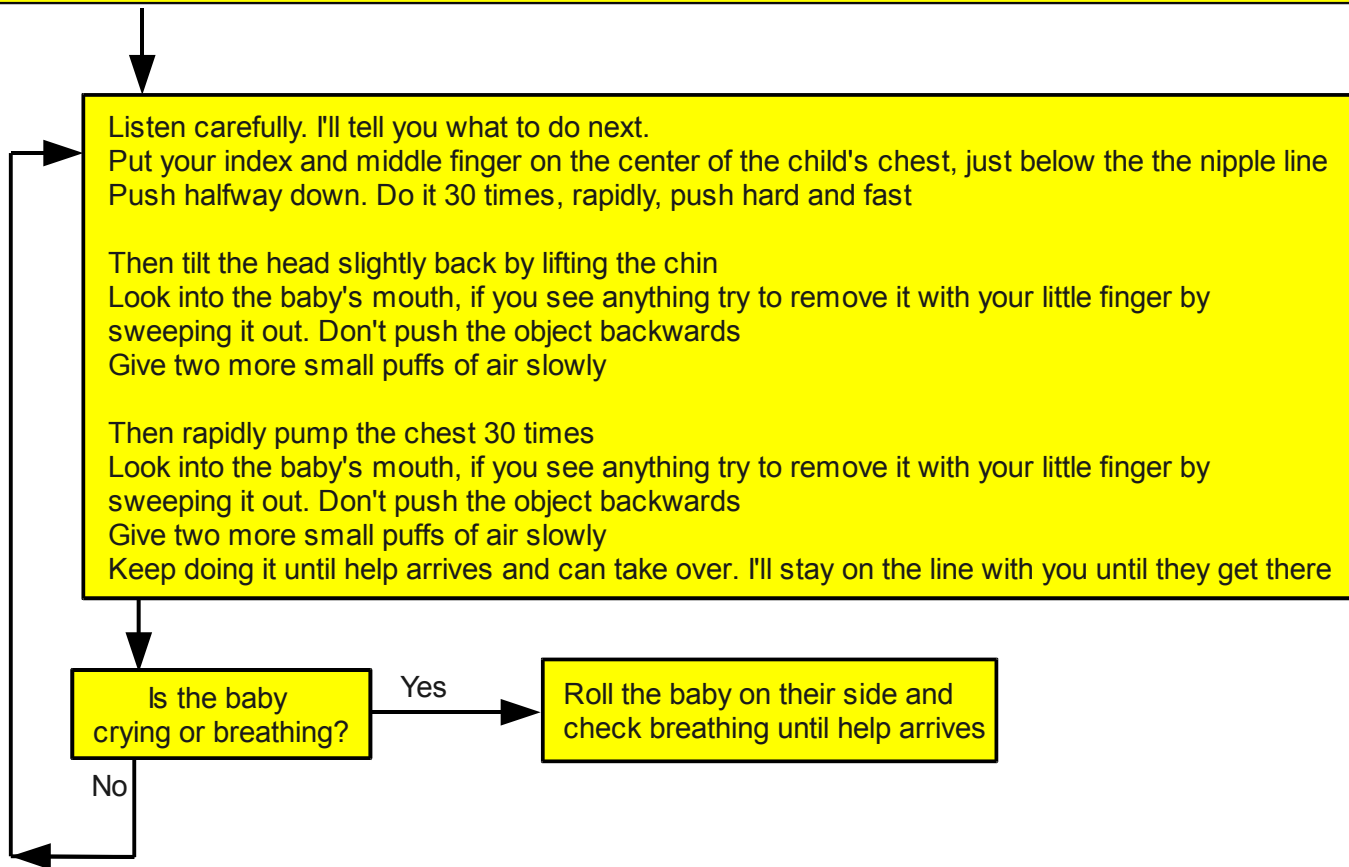 Listen carefully. I'll tell you what to do next.
Put your index and middle finger on the center of the child's chest, just below the the nipple line
Push halfway down. Do it 30 times, rapidly, push hard and fast
Then tilt the head slightly back by lifting the chin
Look into the baby's mouth, if you see anything try to remove it with your little finger by
sweeping it out. Don't push the object backwards
Give two more small puffs of air slowly
Then rapidly pump the chest 30 times
Look into the baby's mouth, if you see anything try to remove it with your little finger by
sweeping it out. Don't push the object backwards
Give two more small puffs of air slowly
Keep doing it until help arrives and can take over. I'll stay on the line with you until they get there
Is the baby
crying or breathing?
Yes
Roll the baby on their side and
check breathing until help arrives
No